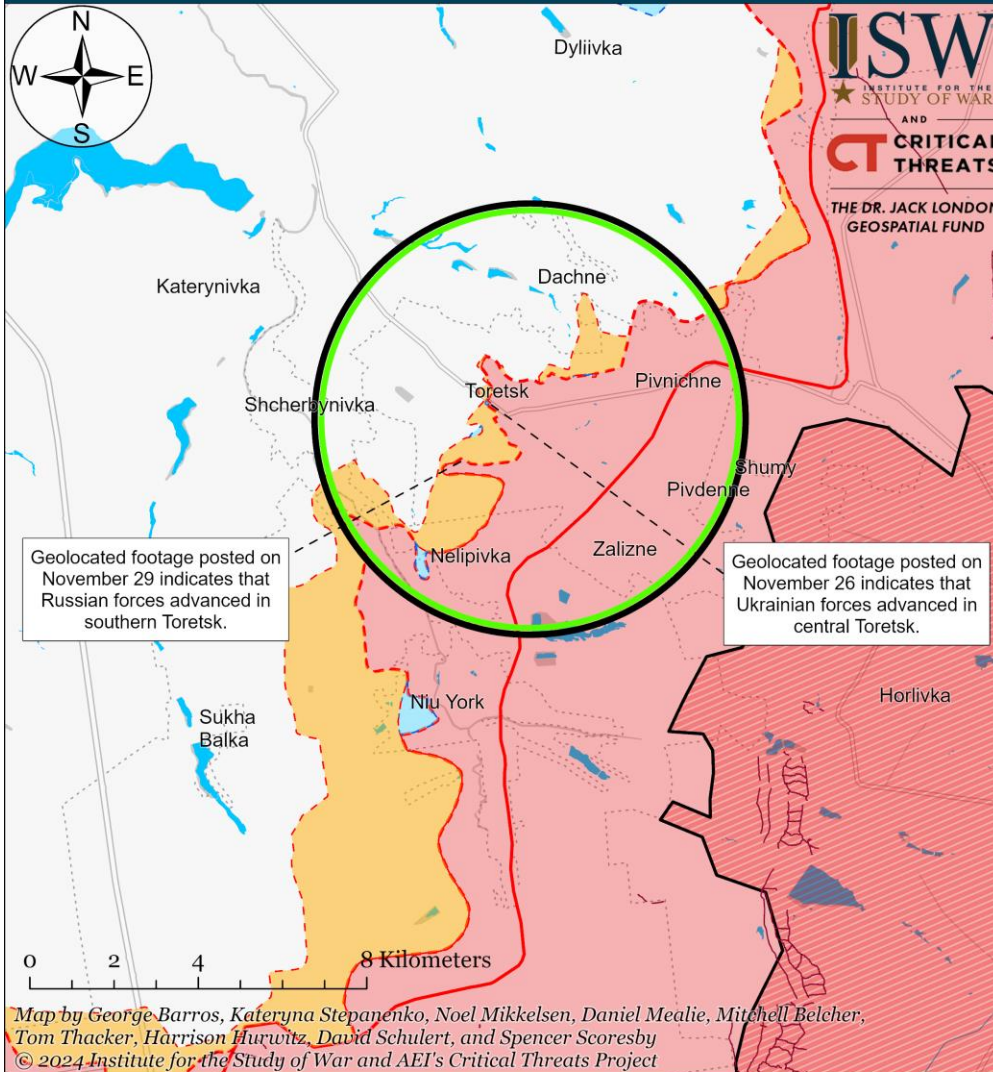 N
W
E
S
Dyliivka
ISW
INSTITUTE FOR THE
STUDY OF WAR
AND
CT CRITICAL
THREATS
THE DR. JACK LONDON
GEOSPATIAL FUND
Katerynivka
Dachne
Toretsk
Pivnichne
Shcherbynivka
Shumy
Pivdenne
Nelipivka
Zalizne
Geolocated footage posted on
November 29 indicates that
Russian forces advanced in
southern Toretsk.
Geolocated footage posted on
November 26 indicates that
Ukrainian forces advanced in
central Toretsk.
Niu York
Horlivka
Sukha
Balka
0 2 4 8 Kilometers
Map by George Barros, Kateryna Stepanenko, Noel Mikkelsen, Daniel Mealie, Mitchell Belcher,
Tom Thacker, Harrison Hurwitz, David Schulert, and Spencer Scoresby
© 2024 Institute for the Study of War and AEI's Critical Threats Project